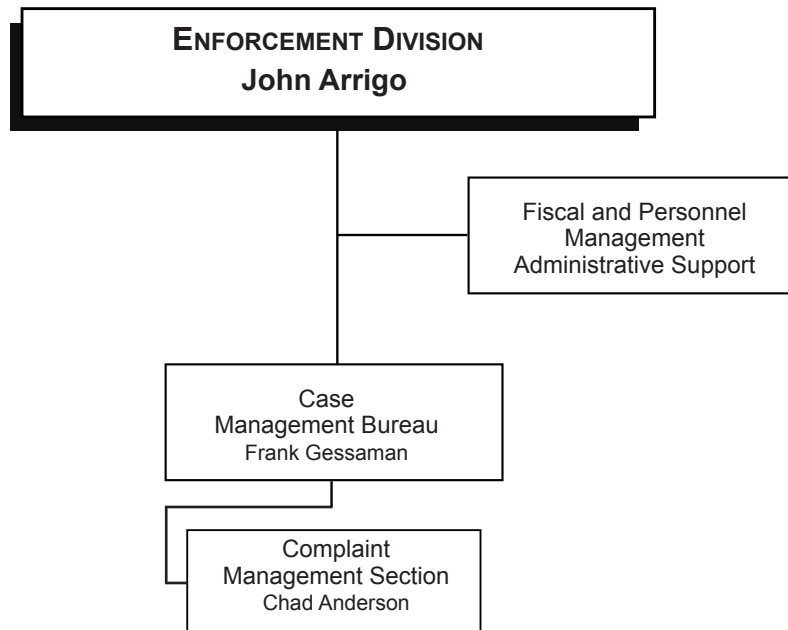 ENFORCEMENT DIVISION
John Arrigo
Fiscal and Personnel
Management
Administrative Support
Case
Management Bureau
Frank Gessaman
Complaint
Management Section
Chad Anderson